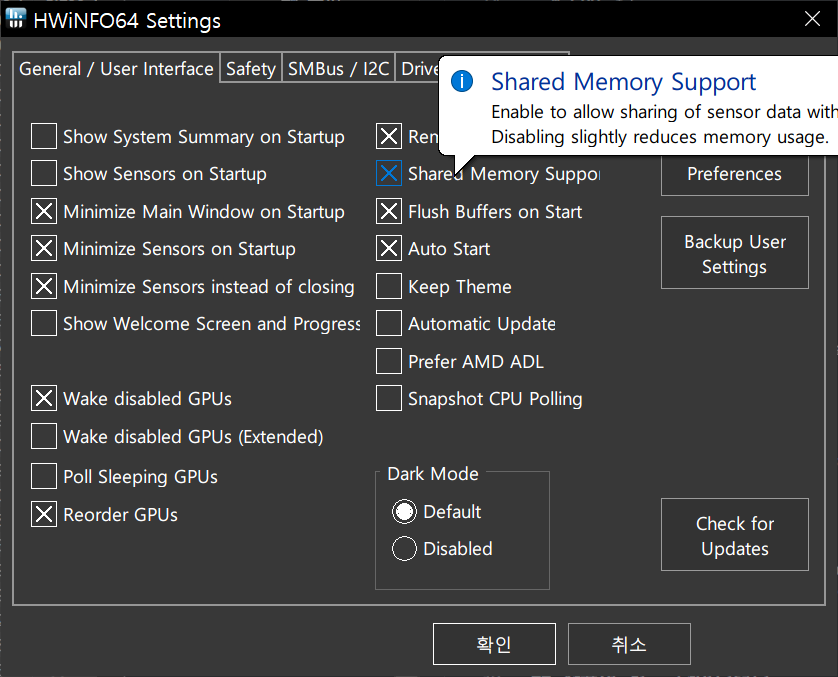 HWiNFO64 Settings
General / User Interface
Safety
SMBus / I2C
Shared Memory Support
Enable to allow sharing of sensor data with
Disabling slightly reduces memory usage.
Show System Summary on Startup
Show Sensors on Startup
Minimize Main Window on Startup
Minimize Sensors on Startup
Minimize Sensors instead of closing
Show Welcome Screen and Progress
Wake disabled GPUs
Wake disabled GPUs (Extended)
Poll Sleeping GPUs
Reorder GPUs
Shared Memory
Flush Buffers on Start
Auto Start
Keep Theme
Automatic Update
Prefer AMD ADL
Snapshot CPU Polling
Dark Mode
Default
Disabled
Preferences
Backup User
Settings
Check for
Updates
확인
취소